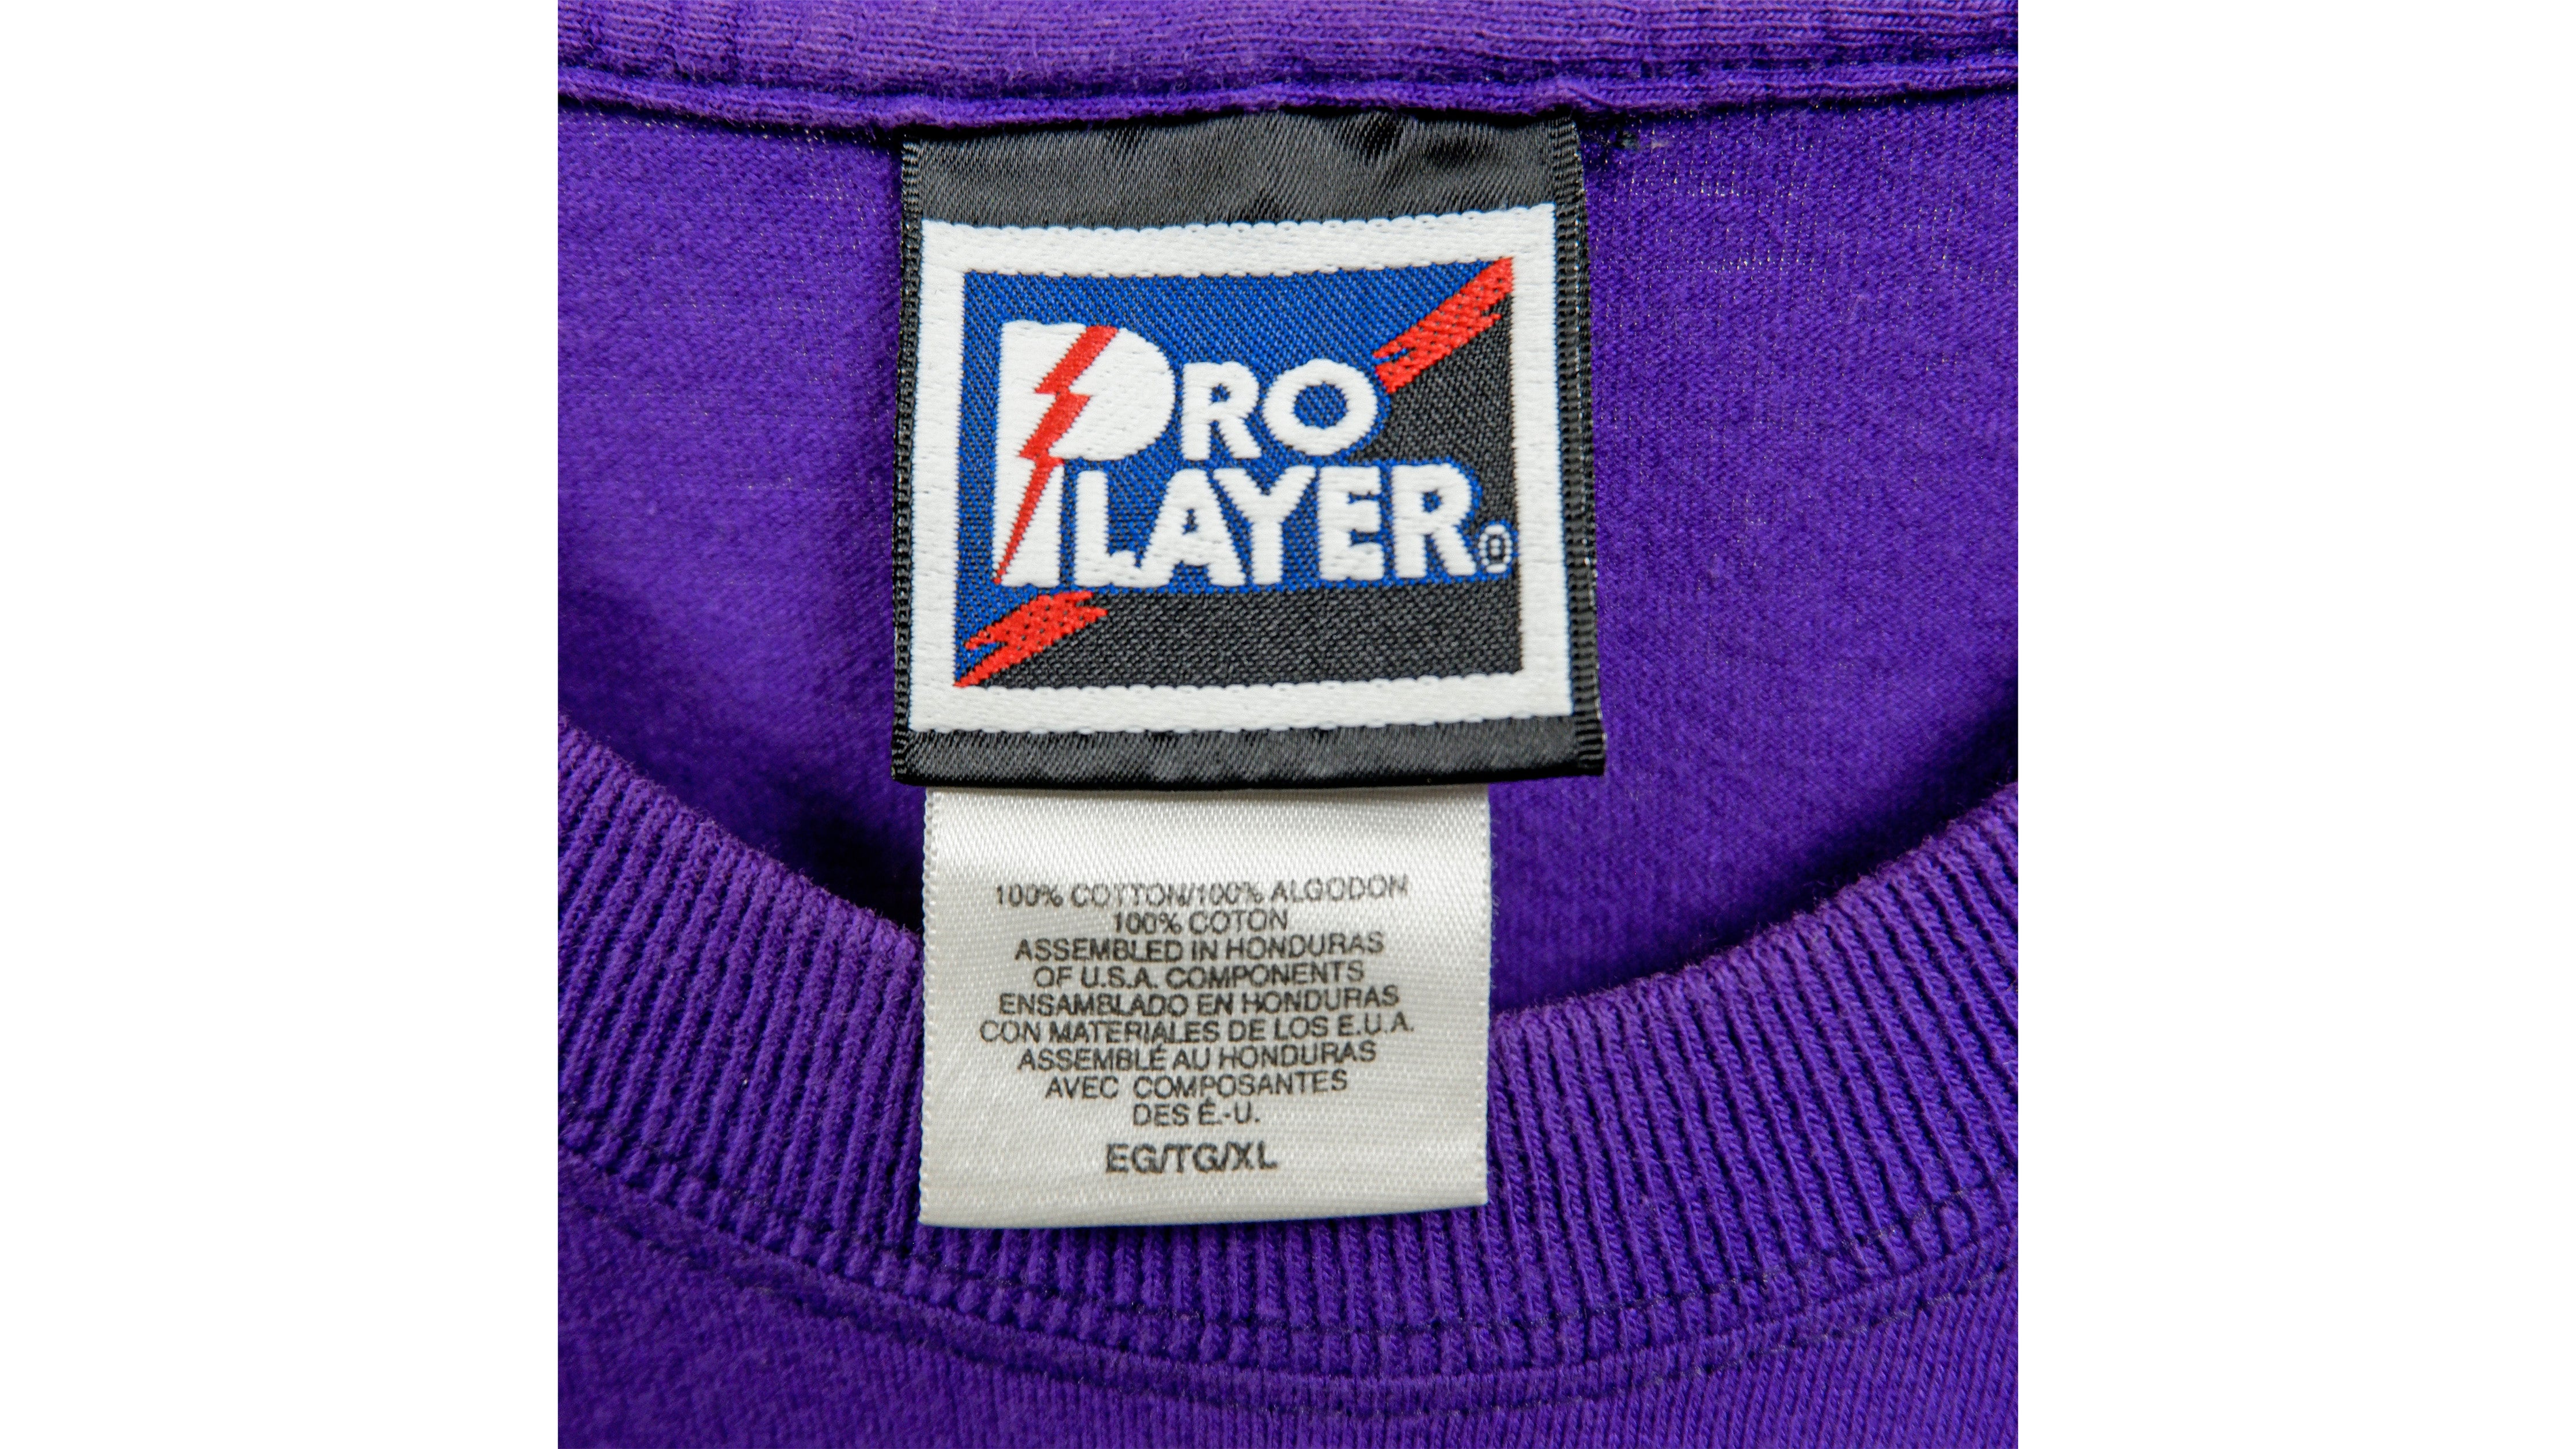 PRO
PLAYER®
100% COTTON/100% ALGODON
100% COTON
ASSEMBLED IN HONDURAS
OF U.S.A. COMPONENTS
ENSAMBLADO EN HONDURAS
CON MATERIALES DE LOS E.U.A.
ASSEMBLÉ AU HONDURAS
AVEC COMPOSANTES
DES É.-U.
EG/TG/XL